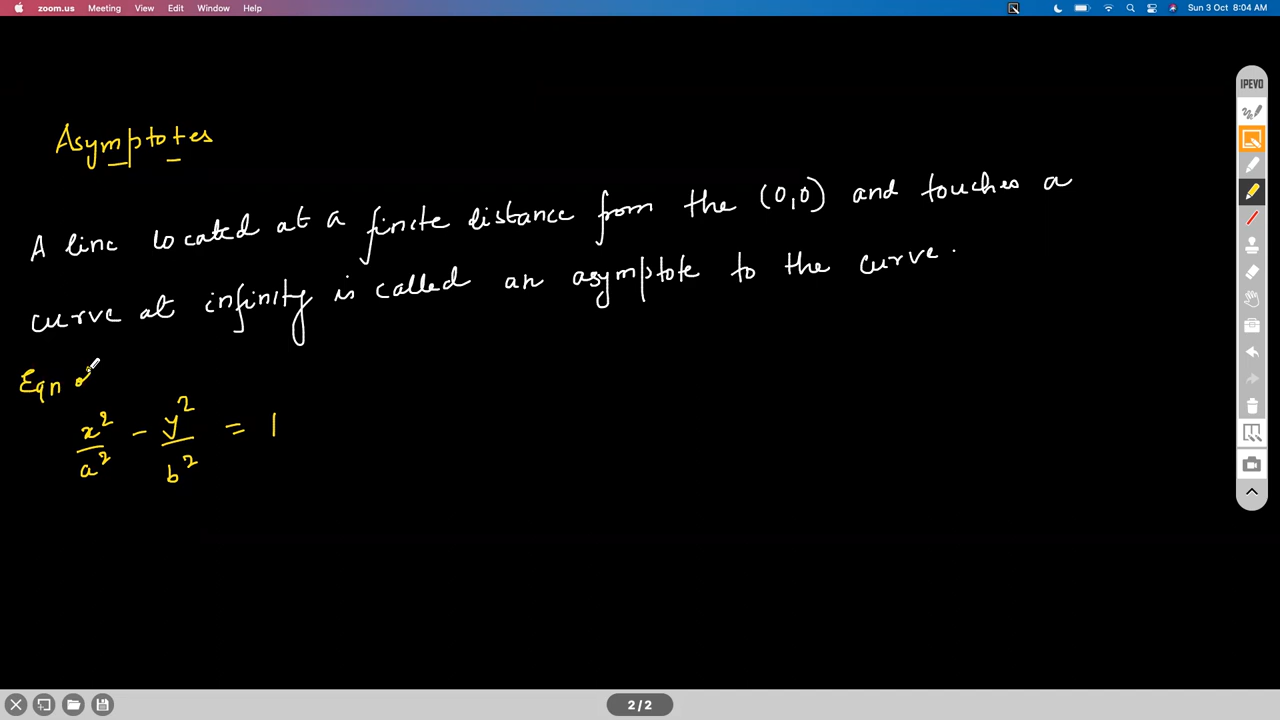 zoom.us Meeting View Edit Window Help Sun 3 Oct 8:04 AM
IPEVO
Asymptotes
A line located at a finite distance from the (0,0) and touches a
curve at infinity is called an asymptote to the curve.
Eqn
x²/a² - y²/b² = 1
2/2